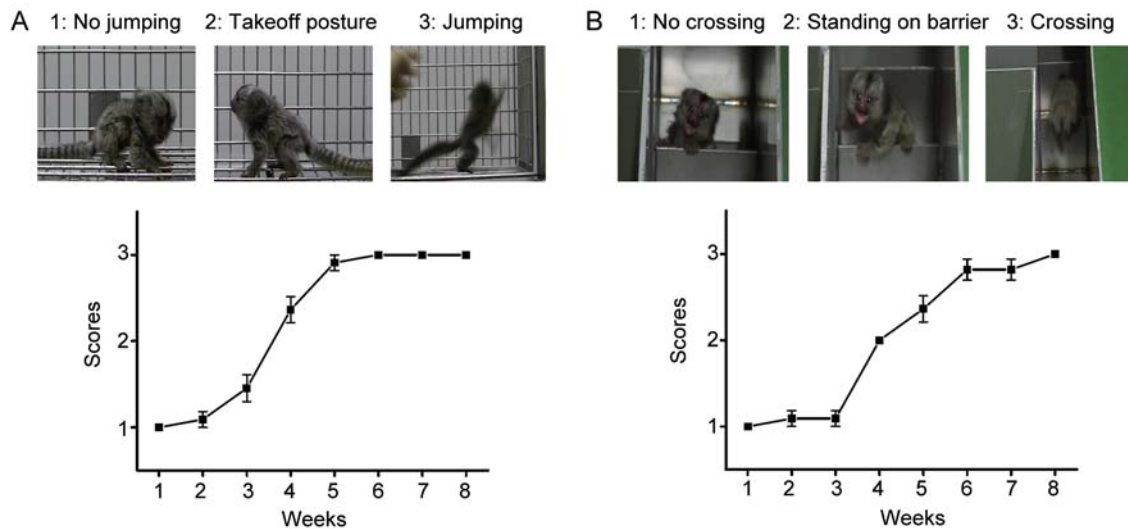 A
1: No jumping
2: Takeoff posture
3: Jumping
3
2
1
Scores
1 2 3 4 5 6 7 8
Weeks
B
1: No crossing
2: Standing on barrier
3: Crossing
3
2
1
Scores
1 2 3 4 5 6 7 8
Weeks